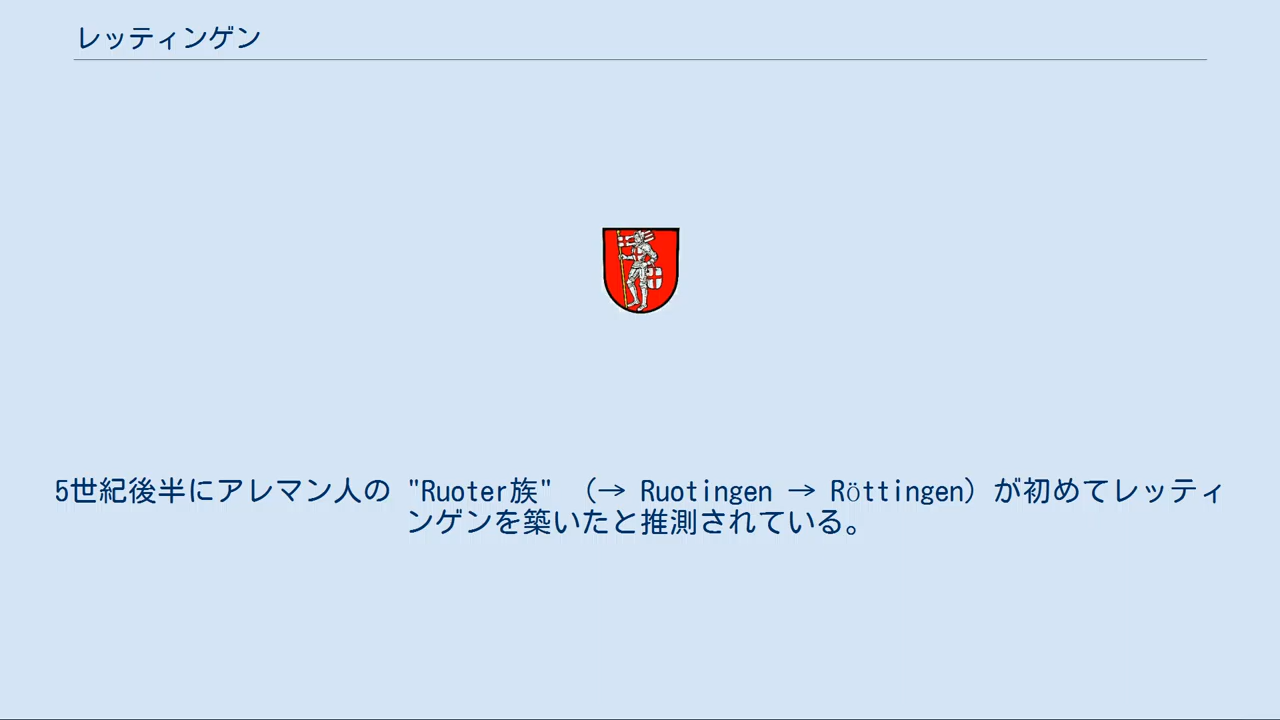 レッティンゲン
5世紀後半にアレマン人の "Ruoter族" （→ Ruotingen → Röttingen）が初めてレッティ
ンゲンを築いたと推測されている。